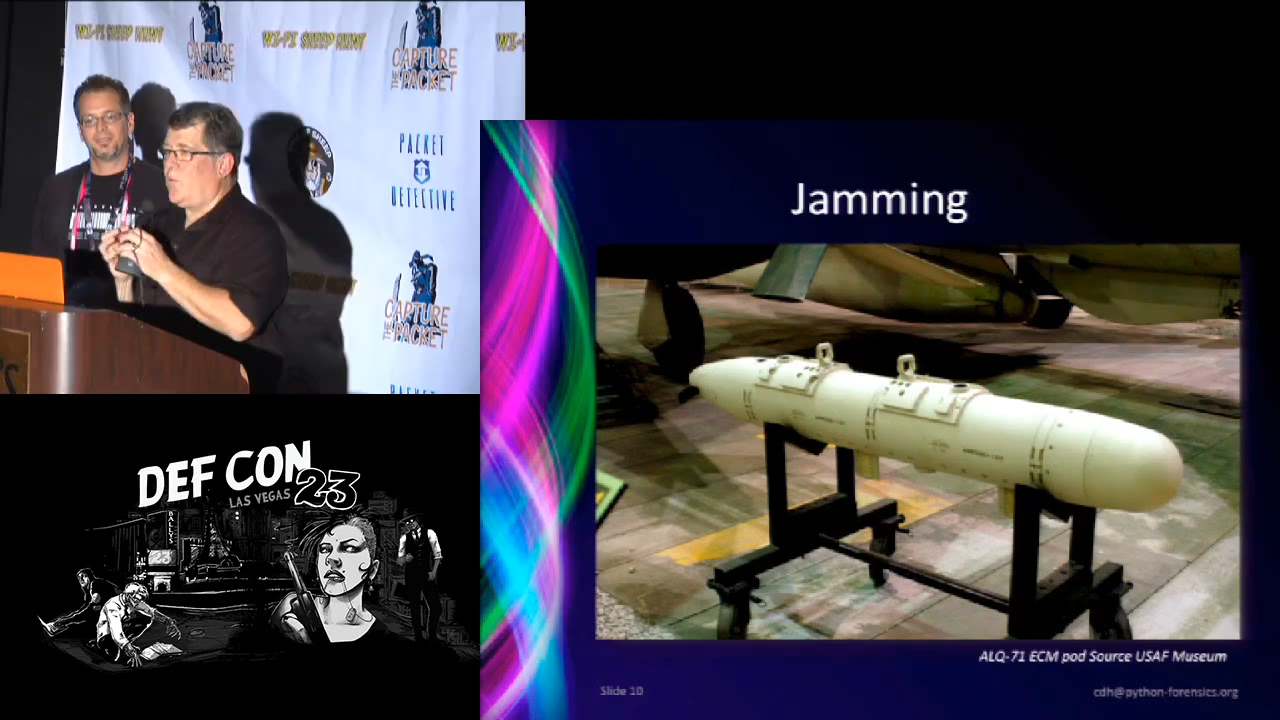 WI-FI SHEEP HUNT
CAPTURE
THE PACKET
WI-FI SHEEP HUNT
CAPTURE
THE PACKET
WI-
SHEEP
PACKET
DETECTIVE
CAPTURE
THE PACKET
DEF CON
23
LAS VEGAS
BALLY'S
Jamming
ALQ-71 ECM pod Source USAF Museum
Slide 10
cdh@python-forensics.org